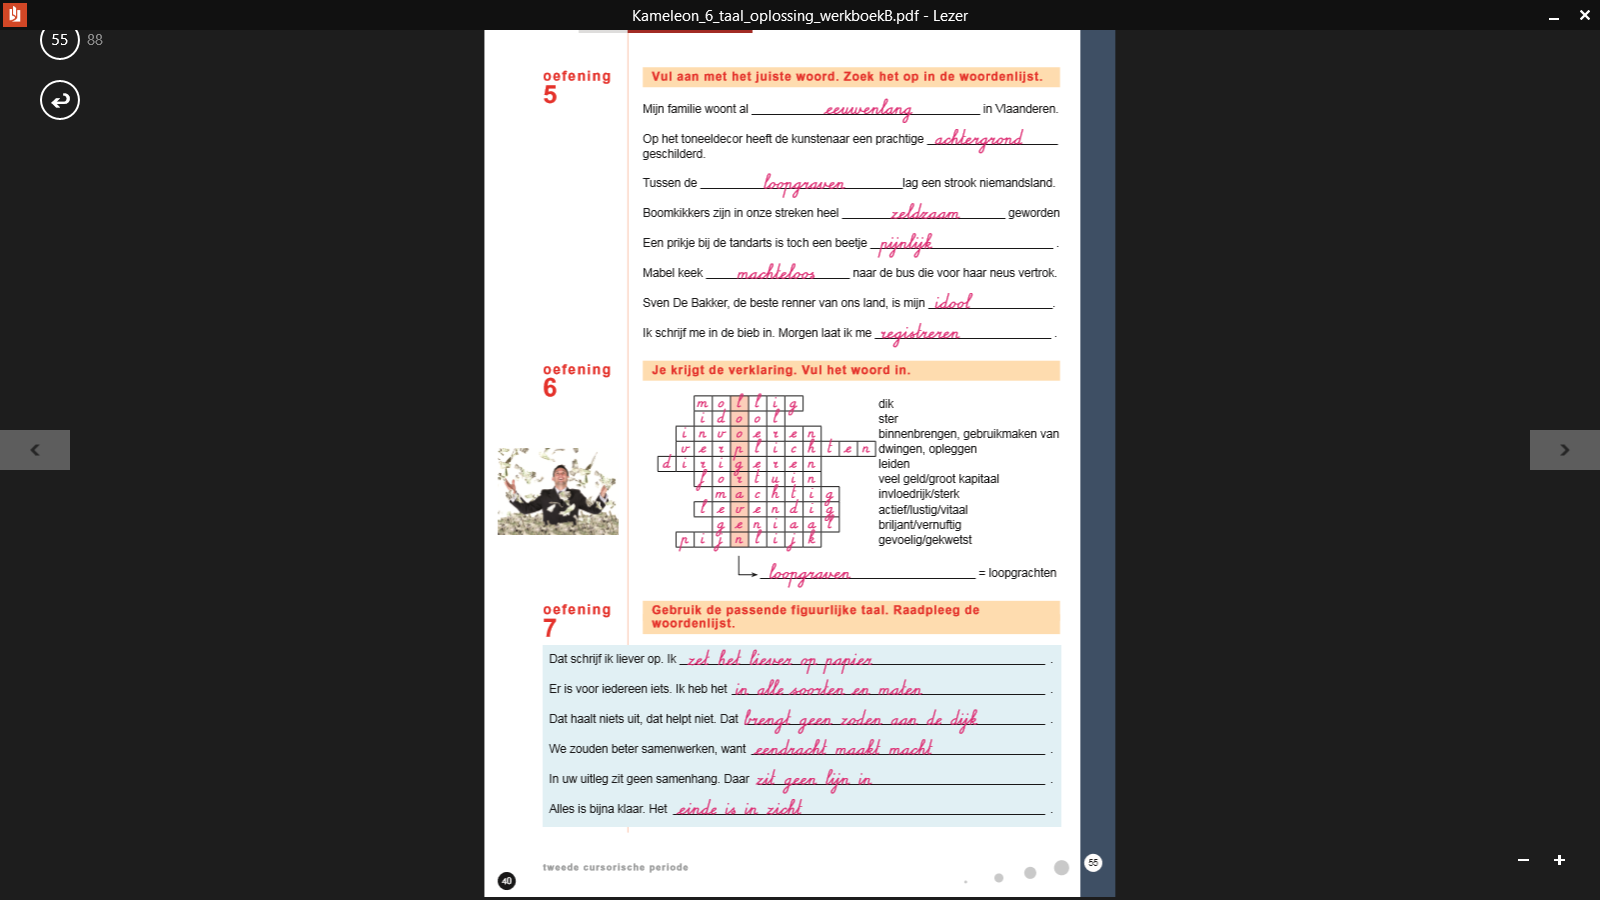 Kameleon_6_taal_oplossing_werkboekB.pdf - Lezer
55 88
oefening
5
Vul aan met het juiste woord. Zoek het op in de woordenlijst.
Mijn familie woont al eeuwenlang in Vlaanderen.
Op het toneeldecor heeft de kunstenaar een prachtige achtergrond
geschilderd.
Tussen de loopgraven lag een strook niemandsland.
Boomkikkers zijn in onze streken heel zeldzaam geworden
Een prikje bij de tandarts is toch een beetje pijnlijk .
Mabel keek machteloos naar de bus die voor haar neus vertrok.
Sven De Bakker, de beste renner van ons land, is mijn idool .
Ik schrijf me in de bieb in. Morgen laat ik me registreren .
oefening
6
Je krijgt de verklaring. Vul het woord in.
mollig dik
idool ster
invoeren binnenbrengen, gebruikmaken van
verplichten dwingen, opleggen
dirigeren leiden
fortuin veel geld/groot kapitaal
machtig invloedrijk/sterk
levendig actief/lustig/vitaal
geniaal briljant/vernuftig
pijnlijk gevoelig/gekwetst
loopgraven = loopgrachten
oefening
7
Gebruik de passende figuurlijke taal. Raadpleeg de
woordenlijst.
Dat schrijf ik liever op. Ik zet het liever op papier .
Er is voor iedereen iets. Ik heb het in alle soorten en maten .
Dat haalt niets uit, dat helpt niet. Dat brengt geen zoden aan de dijk .
We zouden beter samenwerken, want eendracht maakt macht .
In uw uitleg zit geen samenhang. Daar zit geen lijn in .
Alles is bijna klaar. Het einde is in zicht .
tweede cursorische periode
40
55